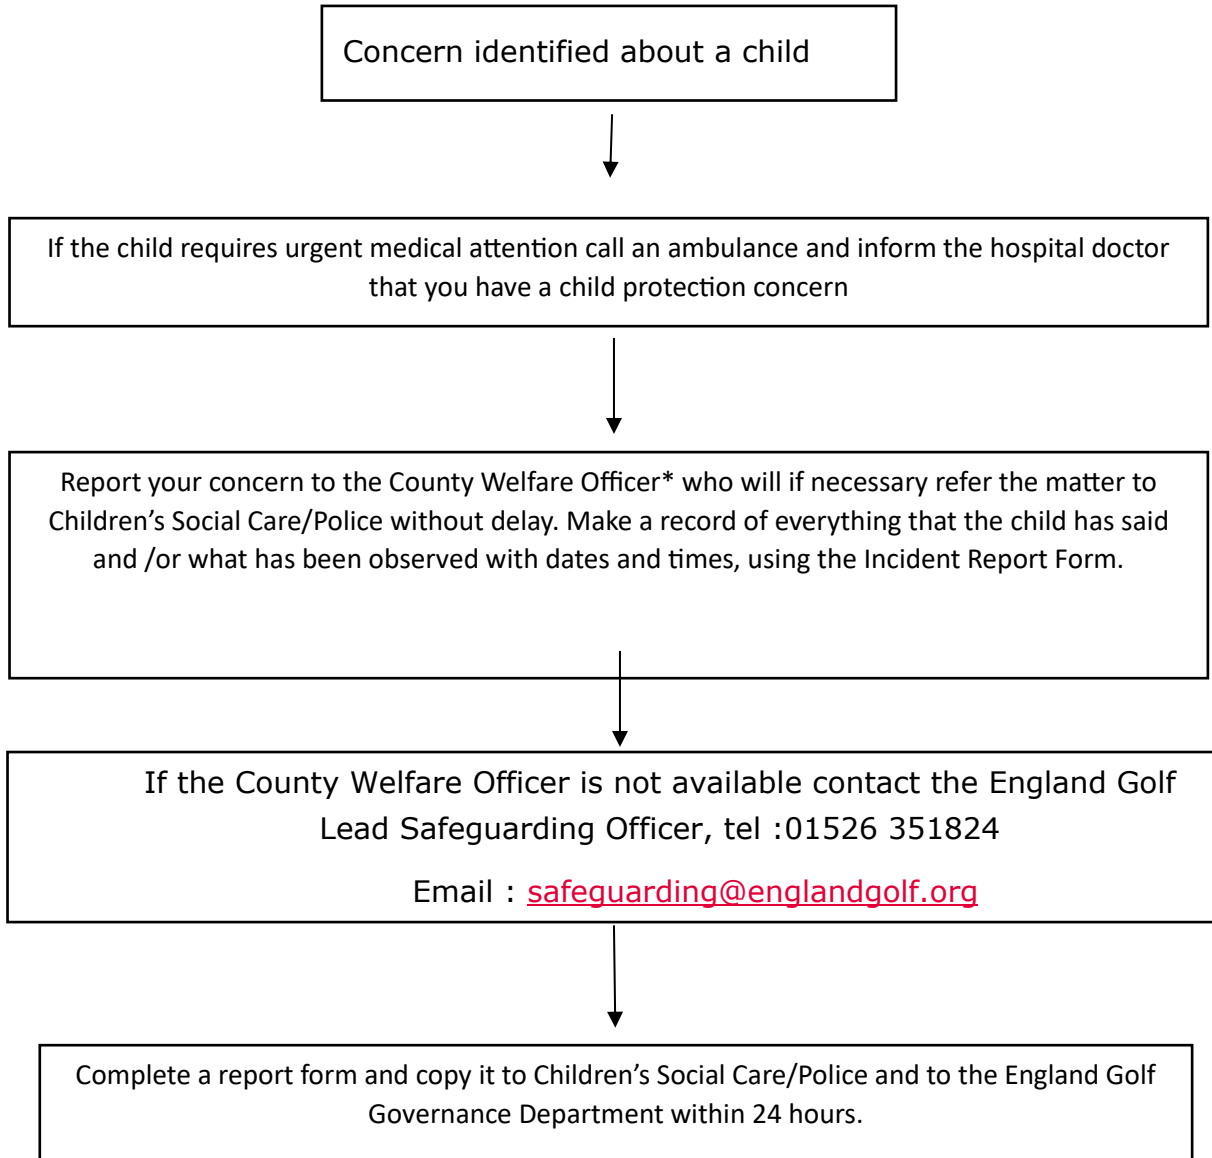 Concern identified about a child
If the child requires urgent medical attention call an ambulance and inform the hospital doctor
that you have a child protection concern
Report your concern to the County Welfare Officer* who will if necessary refer the matter to
Children’s Social Care/Police without delay. Make a record of everything that the child has said
and /or what has been observed with dates and times, using the Incident Report Form.
If the County Welfare Officer is not available contact the England Golf
Lead Safeguarding Officer, tel :01526 351824
Email : safeguarding@englandgolf.org
Complete a report form and copy it to Children’s Social Care/Police and to the England Golf
Governance Department within 24 hours.